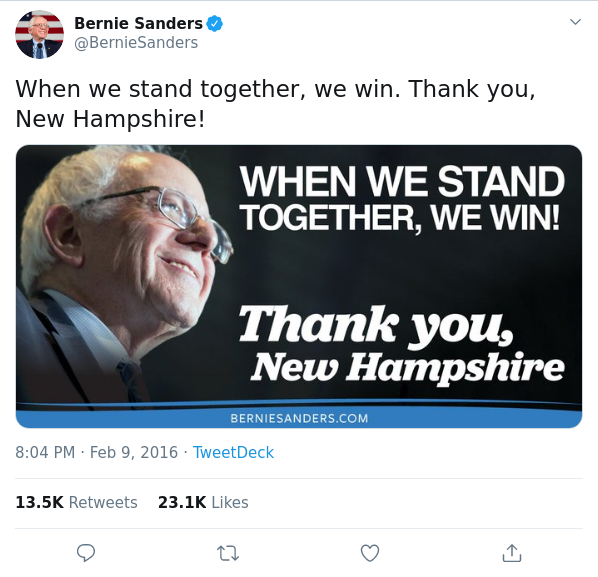 Bernie Sanders
@BernieSanders
When we stand together, we win. Thank you,
New Hampshire!
WHEN WE STAND
TOGETHER, WE WIN!
Thank you,
New Hampshire
BERNIESANDERS.COM
8:04 PM · Feb 9, 2016 · TweetDeck
13.5K Retweets 23.1K Likes